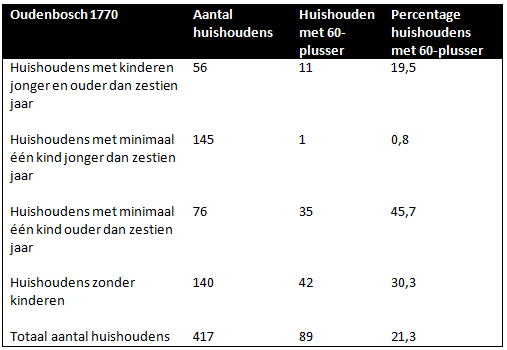 Oudenbosch 1770 Aantal Huishouden Percentage
huishoudens met 60- huishoudens
plusser met 60-plusser
Huishoudens met kinderen 56 11 19,5
jonger en ouder dan zestien
jaar
Huishoudens met minimaal 145 1 0,8
één kind jonger dan zestien
jaar
Huishoudens met minimaal 76 35 45,7
één kind ouder dan zestien
jaar
Huishoudens zonder 140 42 30,3
kinderen
Totaal aantal huishoudens 417 89 21,3